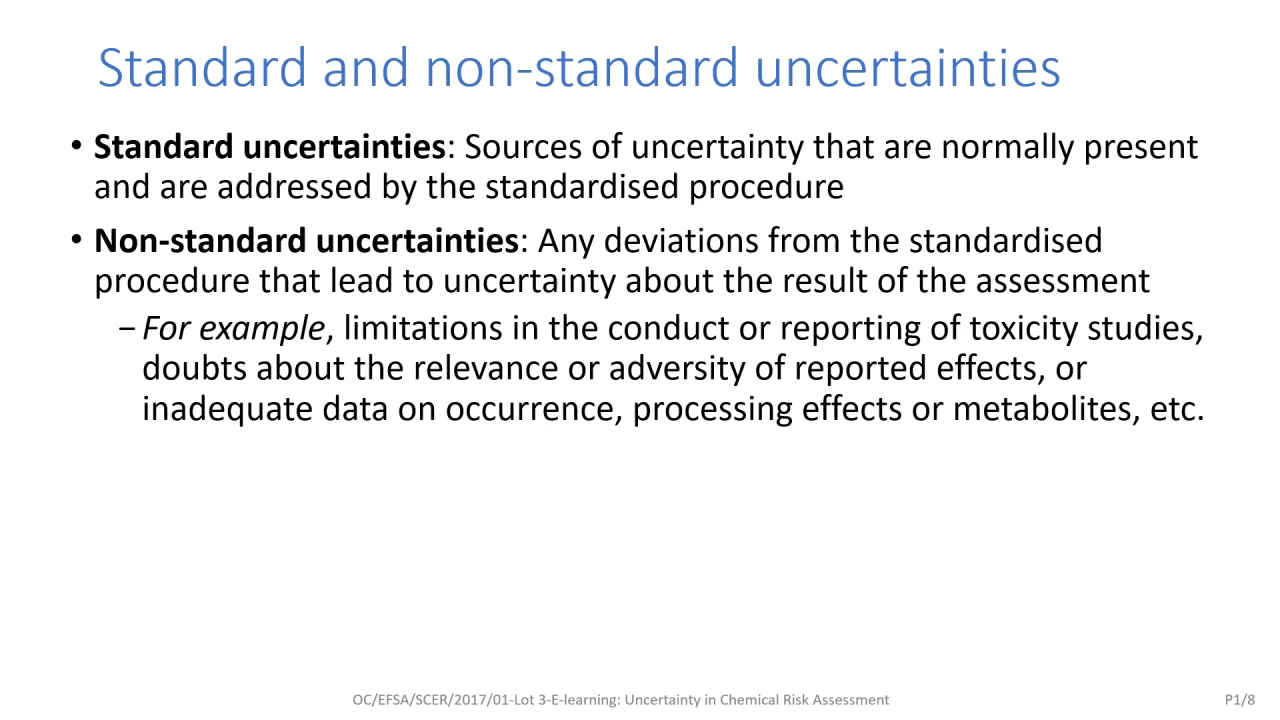 Standard and non-standard uncertainties
• Standard uncertainties: Sources of uncertainty that are normally present
and are addressed by the standardised procedure
• Non-standard uncertainties: Any deviations from the standardised
procedure that lead to uncertainty about the result of the assessment
– For example, limitations in the conduct or reporting of toxicity studies,
doubts about the relevance or adversity of reported effects, or
inadequate data on occurrence, processing effects or metabolites, etc.
OC/EFSA/SCER/2017/01-Lot 3-E-learning: Uncertainty in Chemical Risk Assessment
P1/8